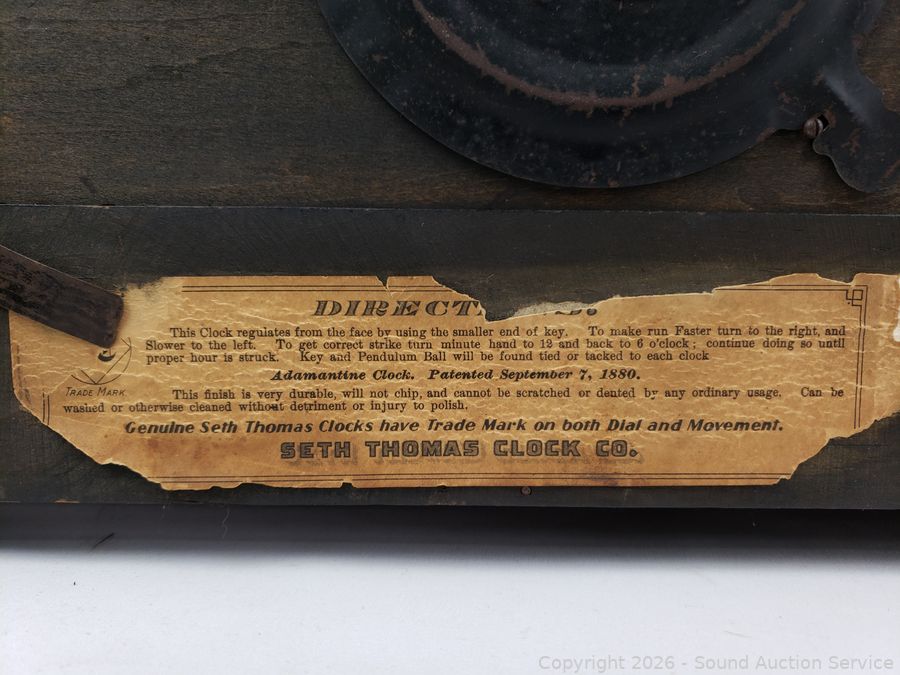 DIRECT S.
This Clock regulates from the face by using the smaller end of key. To make run Faster turn to the right, and
Slower to the left. To get correct strike turn minute hand to 12 and back to 6 o'clock; continue doing so until
proper hour is struck. Key and Pendulum Ball will be found tied or tacked to each clock
Adamantine Clock. Patented September 7, 1880.
TRADE MARK
This finish is very durable, will not chip, and cannot be scratched or dented by any ordinary usage. Can be
washed or otherwise cleaned without detriment or injury to polish.
Genuine Seth Thomas Clocks have Trade Mark on both Dial and Movement.
SETH THOMAS CLOCK CO.
Copyright 2026 - Sound Auction Service